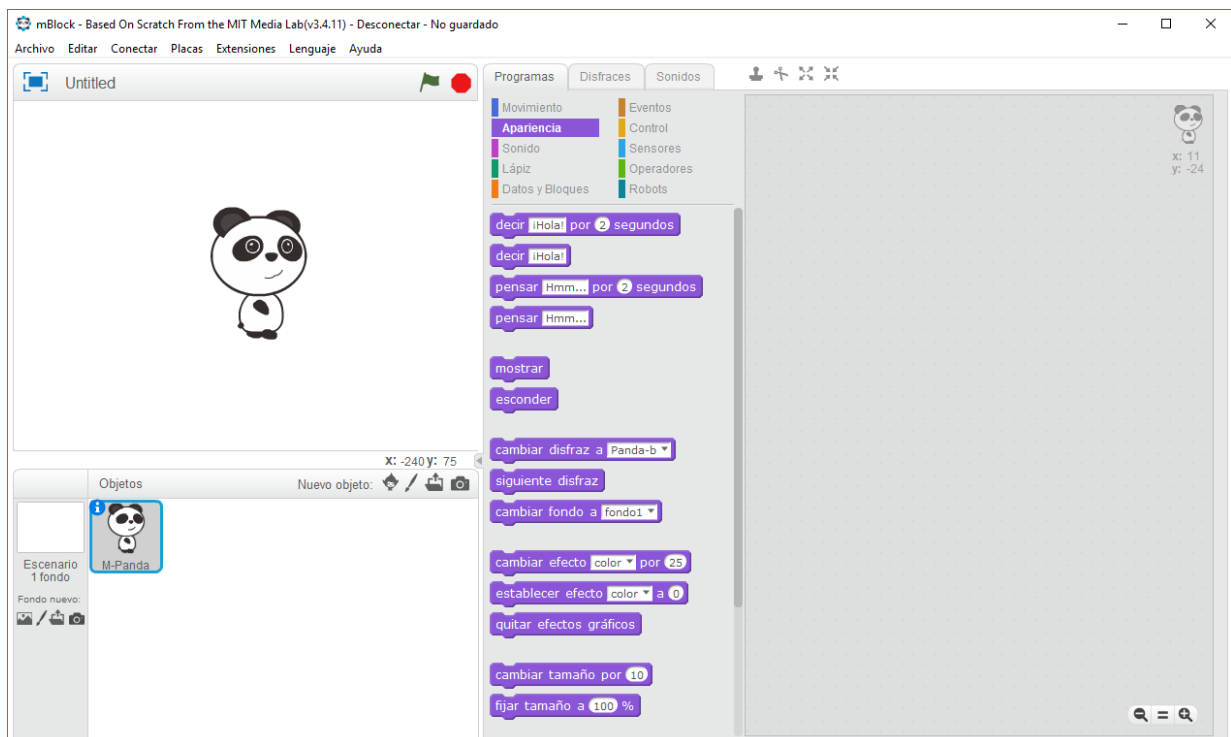 mBlock - Based On Scratch From the MIT Media Lab(v3.4.11) - Desconectar - No guardado
Archivo Editar Conectar Placas Extensiones Lenguaje Ayuda
Untitled
Programas Disfraces Sonidos
Movimiento Eventos
Apariencia Control
Sonido Sensores
Lápiz Operadores
Datos y Bloques Robots
x: 11
y: -24
decir ¡Hola! por 2 segundos
decir ¡Hola!
pensar Hmm... por 2 segundos
pensar Hmm...
mostrar
esconder
cambiar disfraz a Panda-b
siguiente disfraz
cambiar fondo a fondo1
cambiar efecto color por 25
establecer efecto color a 0
quitar efectos gráficos
cambiar tamaño por 10
fijar tamaño a 100 %
X: -240 y: 75
Objetos Nuevo objeto:
Escenario
1 fondo
Fondo nuevo:
M-Panda